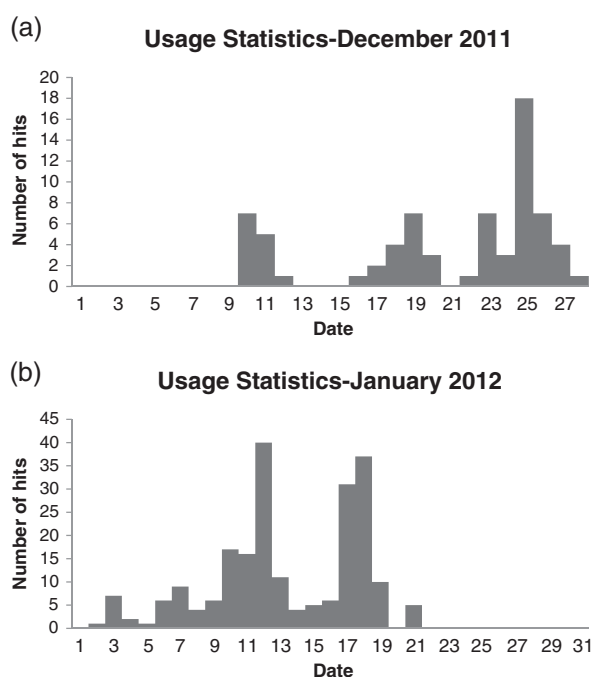 (a)
Usage Statistics-December 2011
20
18
16
14
12
10
8
6
4
2
0
Number of hits
1 3 5 7 9 11 13 15 17 19 21 23 25 27
Date
(b)
Usage Statistics-January 2012
45
40
35
30
25
20
15
10
5
0
Number of hits
1 3 5 7 9 11 13 15 17 19 21 23 25 27 29 31
Date